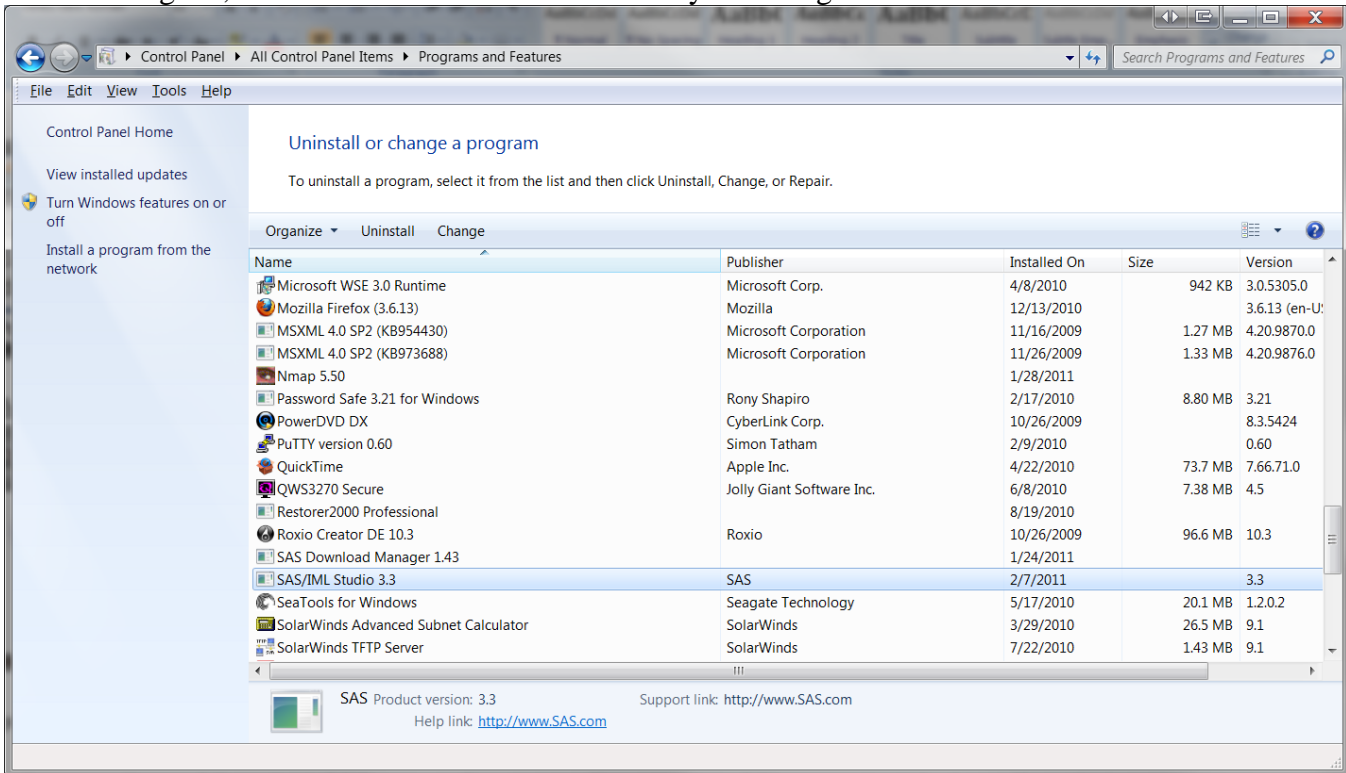 Control Panel ▸ All Control Panel Items ▸ Programs and Features
Search Programs and Features
File Edit View Tools Help
Control Panel Home
View installed updates
Turn Windows features on or
off
Install a program from the
network
Uninstall or change a program
To uninstall a program, select it from the list and then click Uninstall, Change, or Repair.
Organize Uninstall Change
Name Publisher Installed On Size Version
Microsoft WSE 3.0 Runtime Microsoft Corp. 4/8/2010 942 KB 3.0.5305.0
Mozilla Firefox (3.6.13) Mozilla 12/13/2010 3.6.13 (en-U
MSXML 4.0 SP2 (KB954430) Microsoft Corporation 11/16/2009 1.27 MB 4.20.9870.0
MSXML 4.0 SP2 (KB973688) Microsoft Corporation 11/26/2009 1.33 MB 4.20.9876.0
Nmap 5.50 1/28/2011
Password Safe 3.21 for Windows Rony Shapiro 2/17/2010 8.80 MB 3.21
PowerDVD DX CyberLink Corp. 10/26/2009 8.3.5424
PuTTY version 0.60 Simon Tatham 2/9/2010 0.60
QuickTime Apple Inc. 4/22/2010 73.7 MB 7.66.71.0
QWS3270 Secure Jolly Giant Software Inc. 6/8/2010 7.38 MB 4.5
Restorer2000 Professional 8/19/2010
Roxio Creator DE 10.3 Roxio 10/26/2009 96.6 MB 10.3
SAS Download Manager 1.43 1/24/2011
SAS/IML Studio 3.3 SAS 2/7/2011 3.3
SeaTools for Windows Seagate Technology 5/17/2010 20.1 MB 1.2.0.2
SolarWinds Advanced Subnet Calculator SolarWinds 3/29/2010 26.5 MB 9.1
SolarWinds TFTP Server SolarWinds 7/22/2010 1.43 MB 9.1
SAS Product version: 3.3 Support link: http://www.SAS.com
Help link: http://www.SAS.com